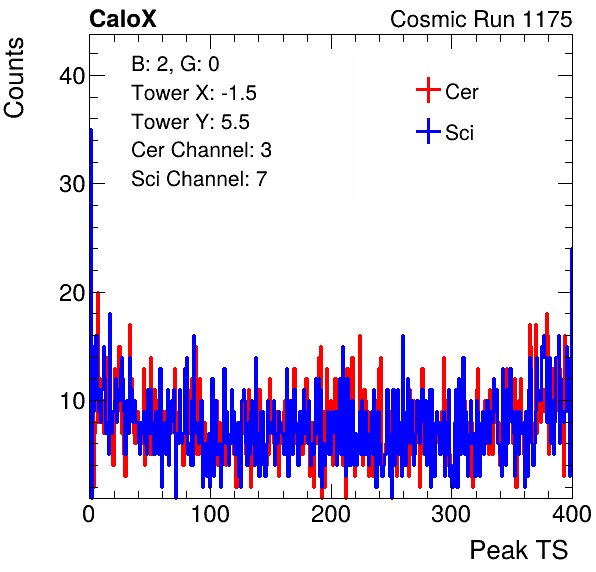 CaloX
Cosmic Run 1175
Counts
B: 2, G: 0
Tower X: -1.5
Tower Y: 5.5
Cer Channel: 3
Sci Channel: 7
Cer
Sci
40
30
20
10
0
100
200
300
400
Peak TS